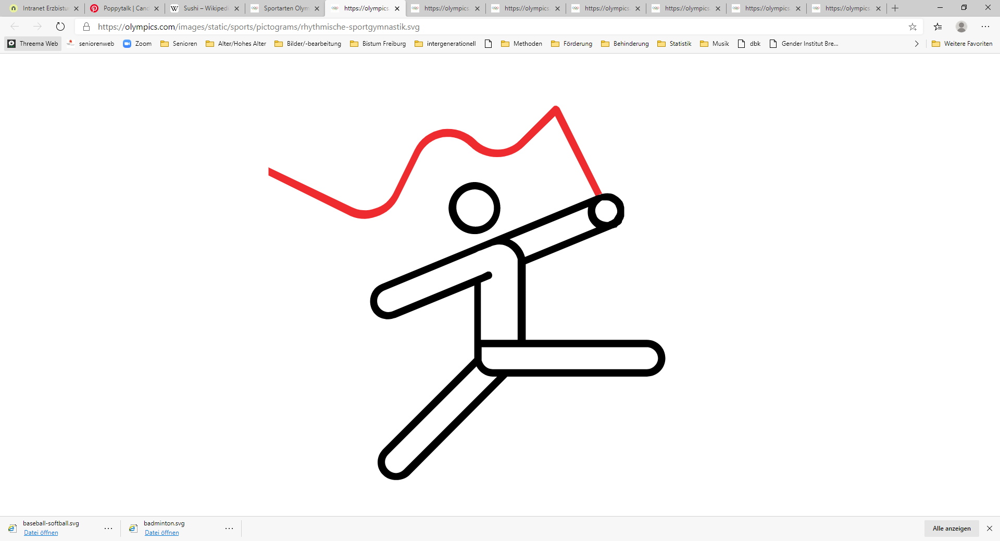 Intranet Erzbistu
Poppytalk | Can
Sushi – Wikiped
Sportarten Olym
https://olympics
https://olympics
https://olympics
https://olympics
https://olympics
https://olympics
https://olympics
https://olympics.com/images/static/sports/pictograms/rhythmische-sportgymnastik.svg
Threema Web
seniorenweb
Zoom
Senioren
Alter/Hohes Alter
Bilder/-bearbeitung
Bistum Freiburg
intergenerationell
Methoden
Förderung
Behinderung
Statistik
Musik
dbk
Gender Institut Bre...
Weitere Favoriten
baseball-softball.svg
Datei öffnen
badminton.svg
Datei öffnen
Alle anzeigen